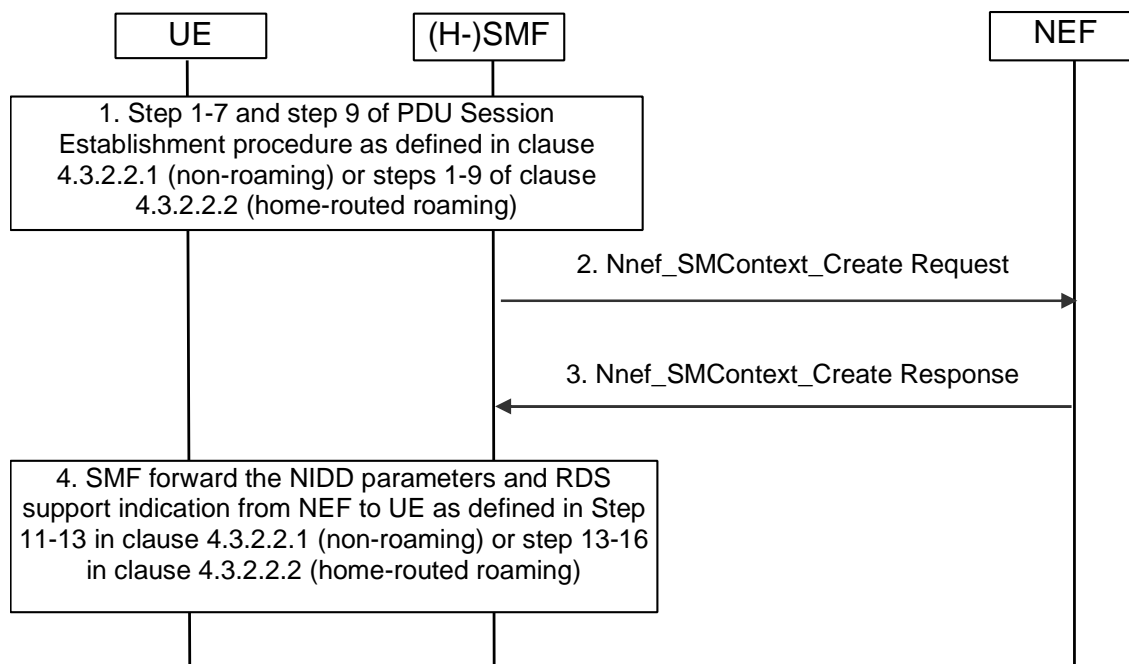 UE
(H-)SMF
NEF
1. Step 1-7 and step 9 of PDU Session
Establishment procedure as defined in clause
4.3.2.2.1 (non-roaming) or steps 1-9 of clause
4.3.2.2.2 (home-routed roaming)
2. Nnef_SMContext_Create Request
3. Nnef_SMContext_Create Response
4. SMF forward the NIDD parameters and RDS
support indication from NEF to UE as defined in Step
11-13 in clause 4.3.2.2.1 (non-roaming) or step 13-16
in clause 4.3.2.2.2 (home-routed roaming)